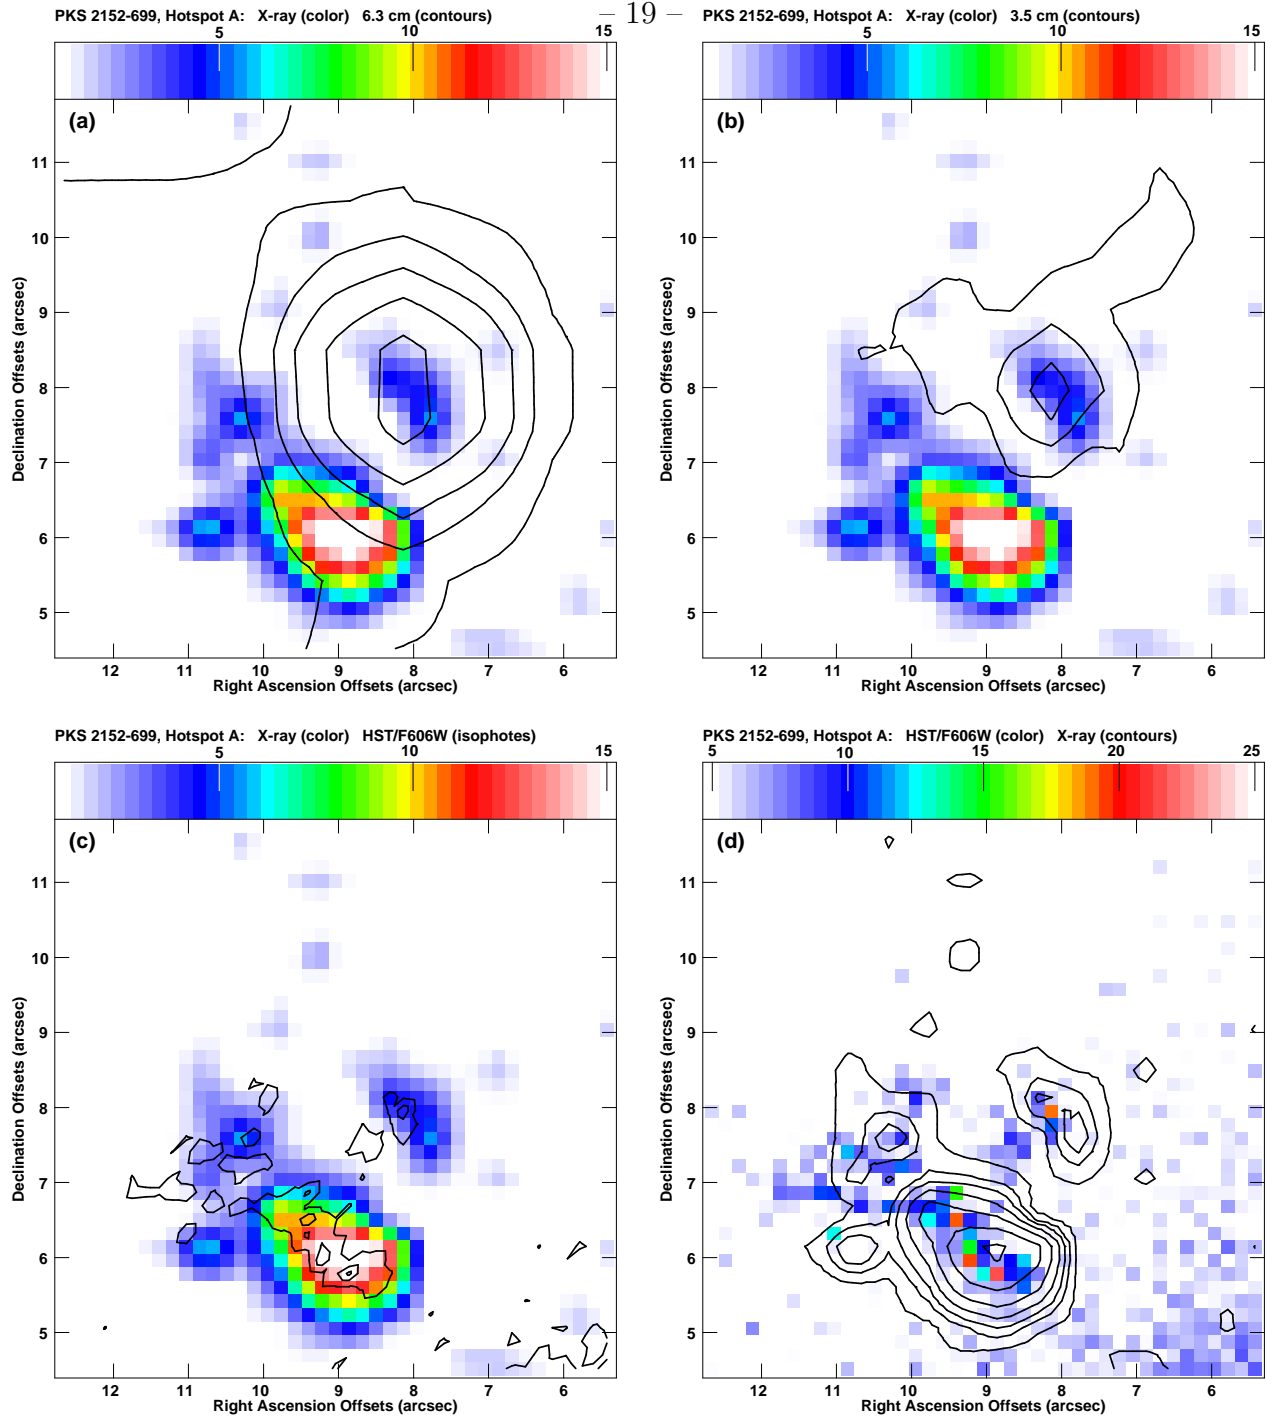 – 19 –
PKS 2152-699, Hotspot A: X-ray (color) 6.3 cm (contours)
5 10 15
(a)
11
10
9
8
7
6
5
Declination Offsets (arcsec)
12 11 10 9 8 7 6
Right Ascension Offsets (arcsec)
PKS 2152-699, Hotspot A: X-ray (color) 3.5 cm (contours)
5 10 15
(b)
11
10
9
8
7
6
5
Declination Offsets (arcsec)
12 11 10 9 8 7 6
Right Ascension Offsets (arcsec)
PKS 2152-699, Hotspot A: X-ray (color) HST/F606W (isophotes)
5 10 15
(c)
11
10
9
8
7
6
5
Declination Offsets (arcsec)
12 11 10 9 8 7 6
Right Ascension Offsets (arcsec)
PKS 2152-699, Hotspot A: HST/F606W (color) X-ray (contours)
5 10 15 20 25
(d)
11
10
9
8
7
6
5
Declination Offsets (arcsec)
12 11 10 9 8 7 6
Right Ascension Offsets (arcsec)